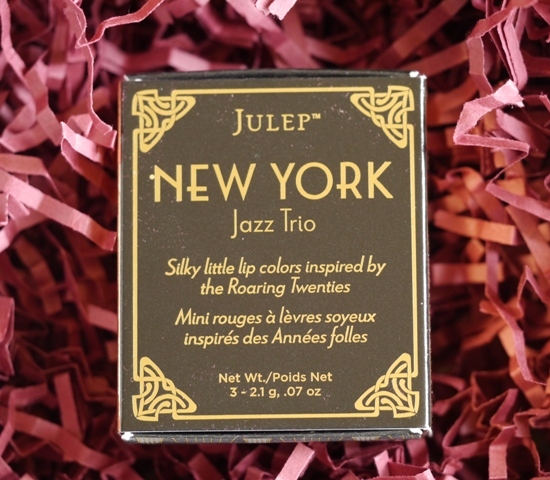 JULEP™
NEW YORK
Jazz Trio
Silky little lip colors inspired by
the Roaring Twenties
Mini rouges à lèvres soyeux
inspirés des Années folles
Net Wt./Poids Net
3 - 2.1 g, .07 oz